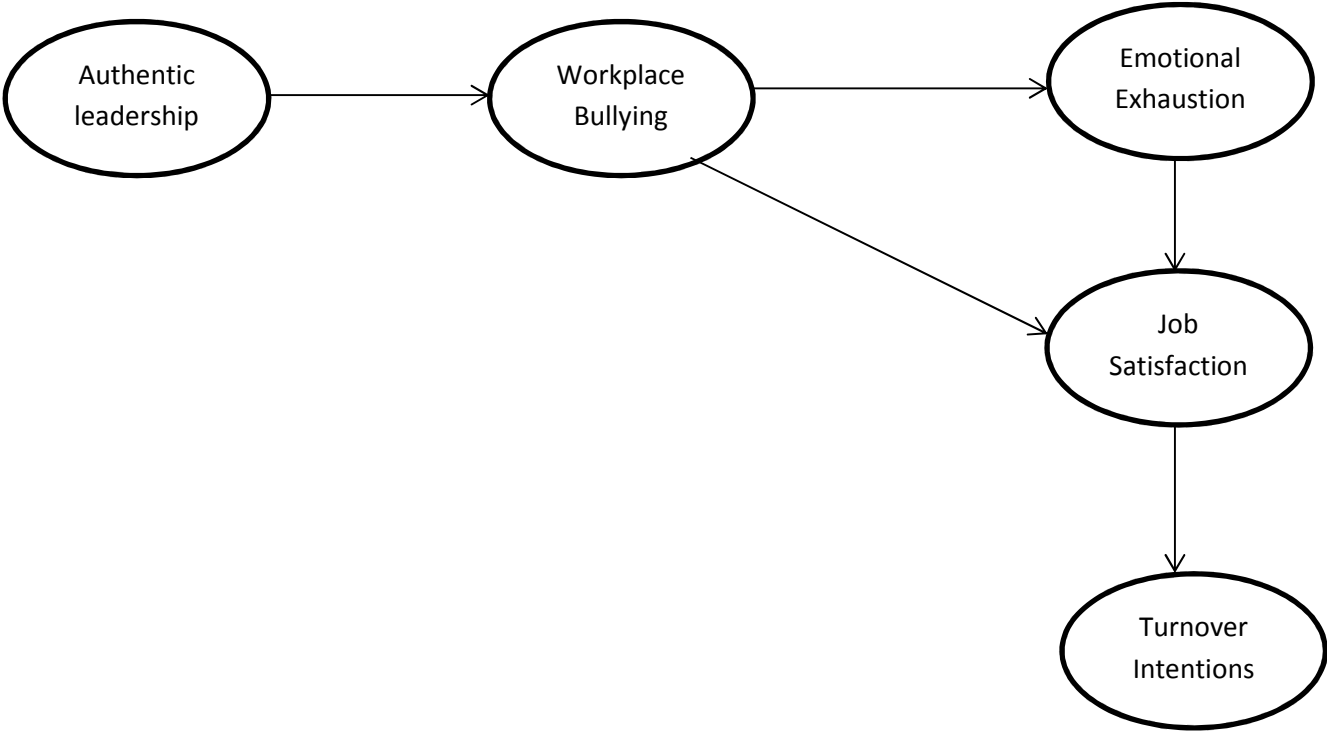 Authentic
leadership
Workplace
Bullying
Emotional
Exhaustion
Job
Satisfaction
Turnover
Intentions